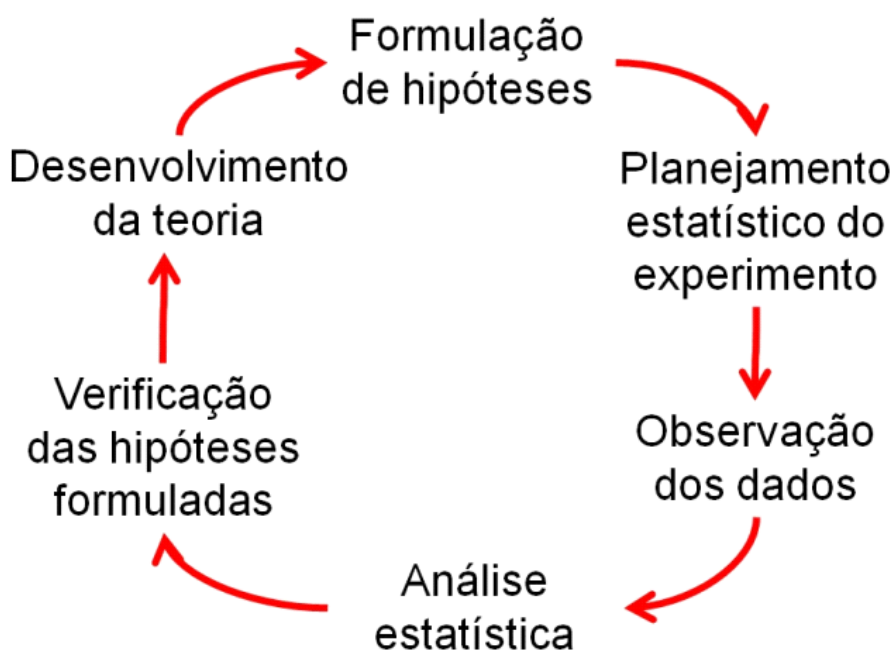 Formulação
de hipóteses
Planejamento
estatístico do
experimento
Observação
dos dados
Análise
estatística
Verificação
das hipóteses
formuladas
Desenvolvimento
da teoria